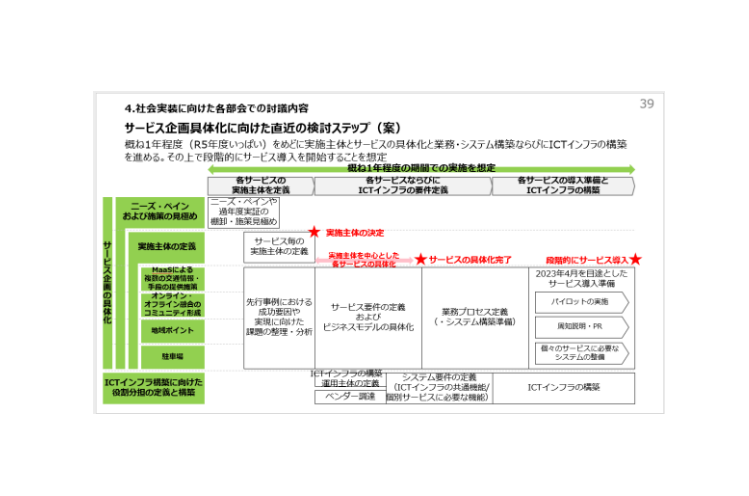 39
4.社会実装に向けた各部会での討議内容
サービス企画具体化に向けた直近の検討ステップ（案）
概ね1年程度（R5年度いっぱい）をめどに実施主体とサービスの具体化と業務・システム構築ならびにICTインフラの構築
を進める。その上で段階的にサービス導入を開始することを想定
概ね1年程度の期間での実施を想定
各サービスの
実施主体を定義
各サービスならびに
ICTインフラの要件定義
各サービスの導入準備と
ICTインフラの構築
サービス企画の具体化
ニーズ・ペイン
および施策の見極め
ニーズ・ペインや
過年度実証の
棚卸・施策見極め
実施主体の定義
サービス毎の
実施主体の定義
★ 実施主体の決定
実施主体を中心とした
各サービスの具体化
★ サービスの具体化完了
段階的にサービス導入★
MaaSによる
複数の交通情報・
手段の提供施策
オンライン・
オフライン融合の
コミュニティ形成
地域ポイント
駐車場
先行事例における
成功要因や
実現に向けた
課題の整理・分析
サービス要件の定義
および
ビジネスモデルの具体化
業務プロセス定義
（・システム構築準備）
2023年4月を目途とした
サービス導入準備
パイロットの実施
周知説明・PR
個々のサービスに必要な
システムの整備
ICTインフラ構築に向けた
役割分担の定義と構築
ICTインフラの構築
運用主体の定義
ベンダー調達
システム要件の定義
（ICTインフラの共通機能/
個別サービスに必要な機能）
ICTインフラの構築